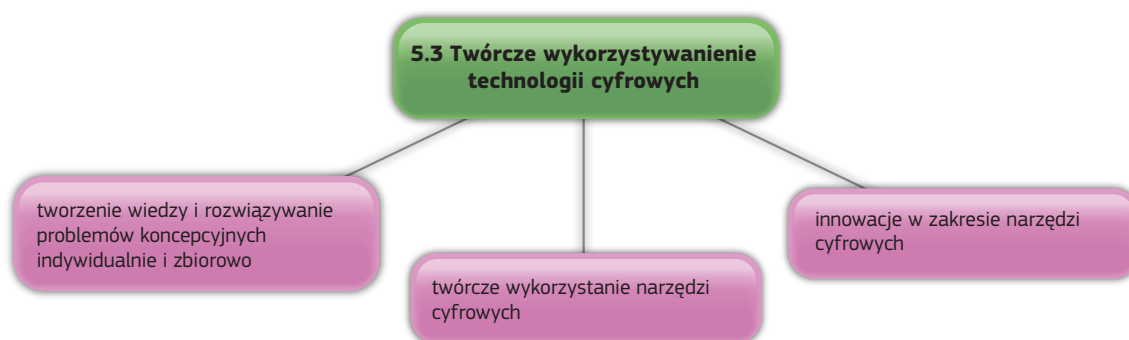 5.3 Twórcze wykorzystywanienie
technologii cyfrowych
tworzenie wiedzy i rozwiązywanie
problemów koncepcyjnych
indywidualnie i zbiorowo
twórcze wykorzystanie narzędzi
cyfrowych
innowacje w zakresie narzędzi
cyfrowych